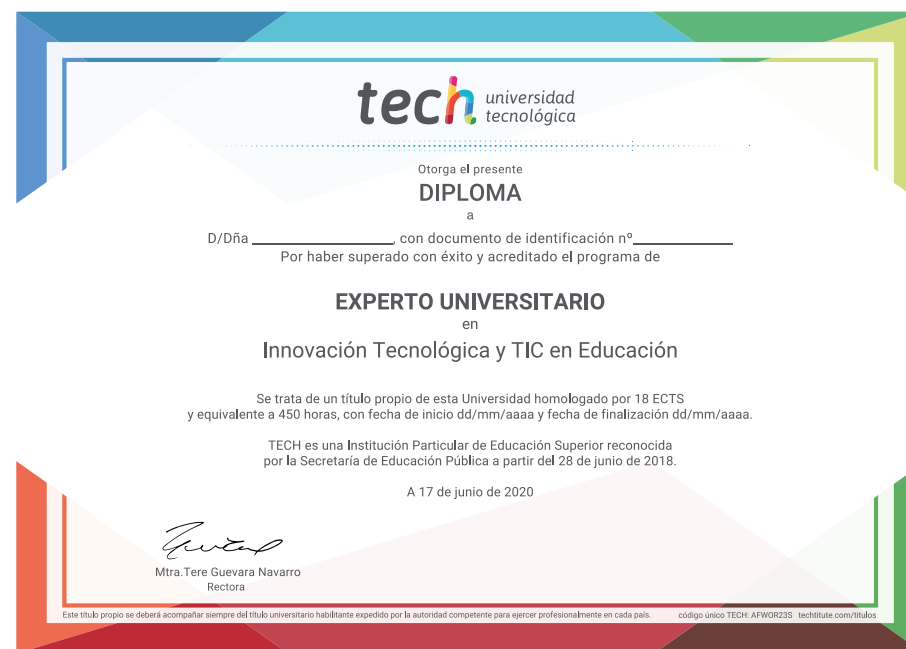 tech universidad
tecnológica
Otorga el presente
DIPLOMA
a
D/Dña , con documento de identificación nº
Por haber superado con éxito y acreditado el programa de
EXPERTO UNIVERSITARIO
en
Innovación Tecnológica y TIC en Educación
Se trata de un título propio de esta Universidad homologado por 18 ECTS
y equivalente a 450 horas, con fecha de inicio dd/mm/aaaa y fecha de finalización dd/mm/aaaa.
TECH es una Institución Particular de Educación Superior reconocida
por la Secretaría de Educación Pública a partir del 28 de junio de 2018.
A 17 de junio de 2020
Mtra.Tere Guevara Navarro
Rectora
Este título propio se deberá acompañar siempre del título universitario habilitante expedido por la autoridad competente para ejercer profesionalmente en cada país. código único TECH: AFWOR23S techtitute.com/titulos